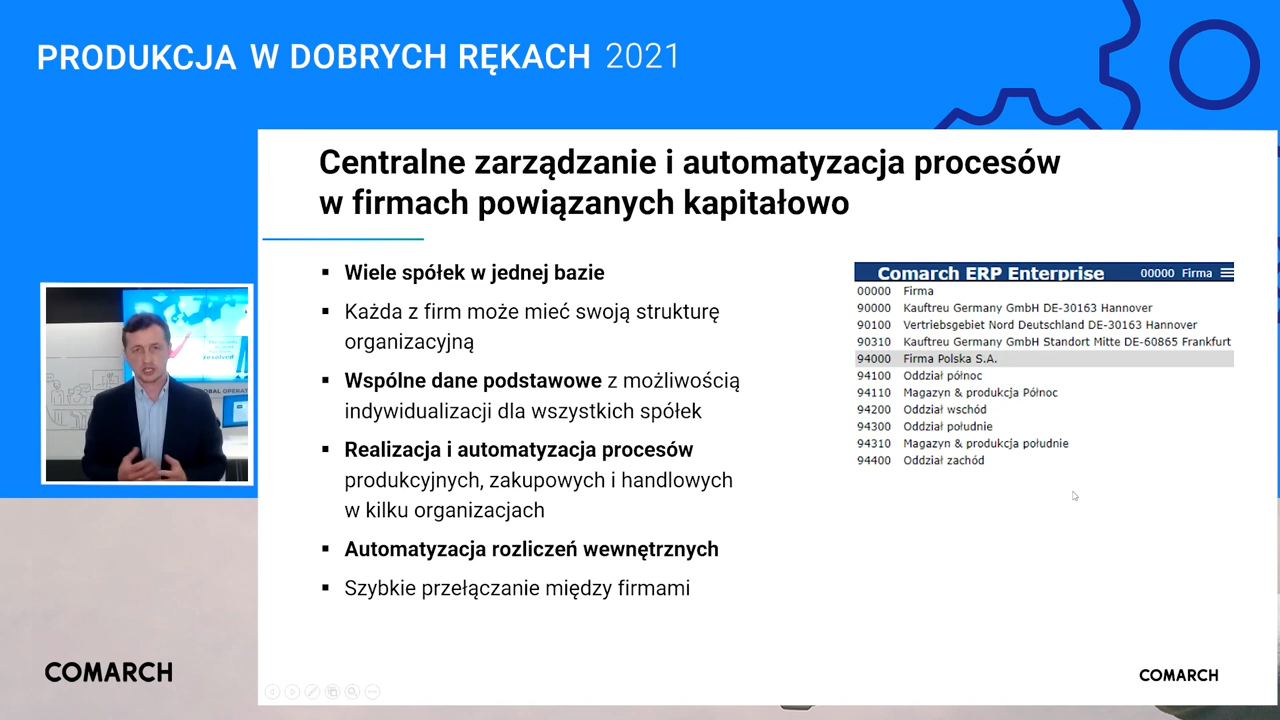 PRODUKCJA W DOBRYCH RĘKACH 2021
Centralne zarządzanie i automatyzacja procesów
w firmach powiązanych kapitałowo
▪ Wiele spółek w jednej bazie
▪ Każda z firm może mieć swoją strukturę
organizacyjną
▪ Wspólne dane podstawowe z możliwością
indywidualizacji dla wszystkich spółek
▪ Realizacja i automatyzacja procesów
produkcyjnych, zakupowych i handlowych
w kilku organizacjach
▪ Automatyzacja rozliczeń wewnętrznych
▪ Szybkie przełączanie między firmami
Comarch ERP Enterprise 00000 Firma
00000 Firma
90000 Kauftreu Germany GmbH DE-30163 Hannover
90100 Vertriebsgebiet Nord Deutschland DE-30163 Hannover
90310 Kauftreu Germany GmbH Standort Mitte DE-60865 Frankfurt
94000 Firma Polska S.A.
94100 Oddział północ
94110 Magazyn & produkcja Północ
94200 Oddział wschód
94300 Oddział południe
94310 Magazyn & produkcja południe
94400 Oddział zachód
resolved
COMARCH
COMARCH